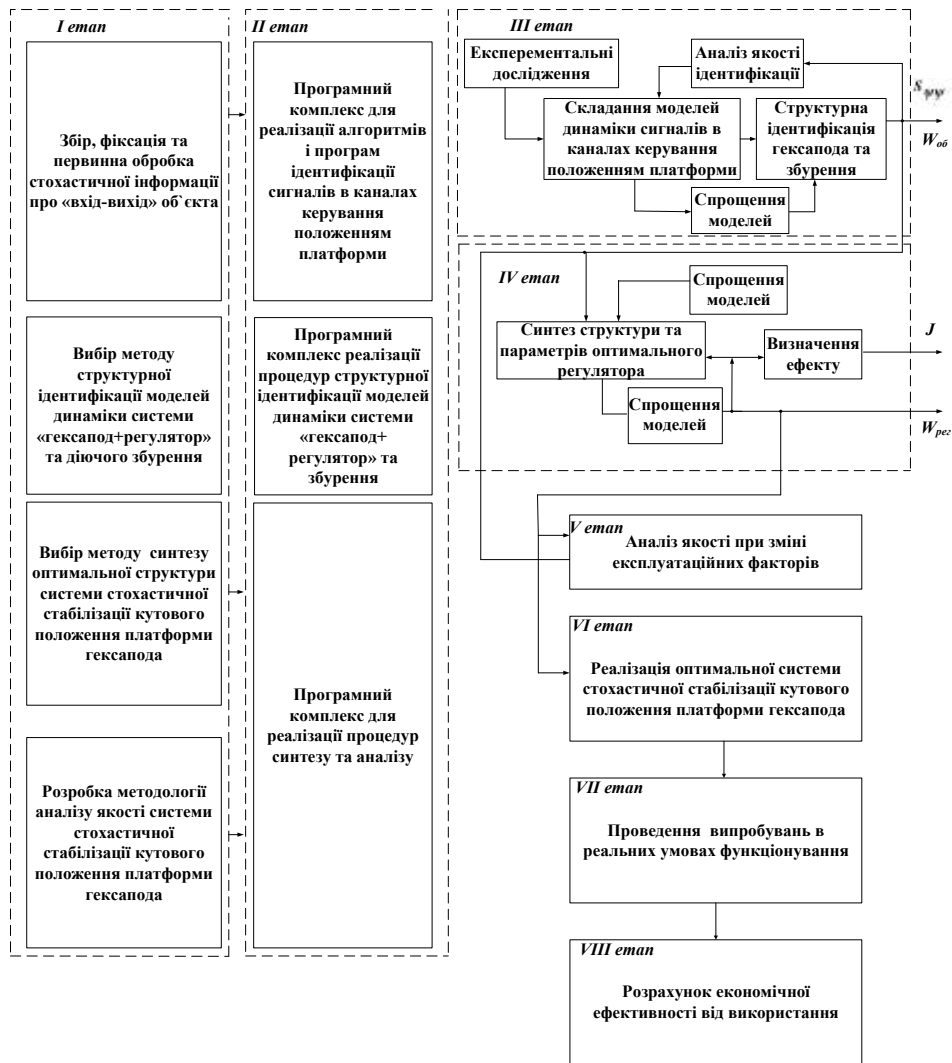 I етап
Збір, фіксація та
первинна обробка
стохастичної інформації
про «вхід-вихід» об`єкта
Вибір методу
структурної
ідентифікації моделей
динаміки системи
«гексапод+регулятор»
та діючого збурення
Вибір методу синтезу
оптимальної структури
системи стохастичної
стабілізації кутового
положення платформи
гексапода
Розробка методології
аналізу якості системи
стохастичної
стабілізації кутового
положення платформи
гексапода
II етап
Програмний
комплекс для
реалізації алгоритмів
і програм
ідентифікації
сигналів в каналах
керування
положенням
платформи
Програмний
комплекс реалізації
процедур структурної
ідентифікації моделей
динаміки системи
«гексапод+
регулятор» та
збурення
Програмний
комплекс для
реалізації процедур
синтезу та аналізу
III етап
Експерементальні
дослідження
Аналіз якості
ідентифікації
Складання моделей
динаміки сигналів в
каналах керування
положенням платформи
Структурна
ідентифікація
гексапода та
збурення
Спрощення
моделей
S ψψ
W об
IV етап
Спрощення
моделей
Синтез структури та
параметрів оптимального
регулятора
Визначення
ефекту
Спрощення
моделей
J
W рег
V етап
Аналіз якості при зміні
експлуатаційних факторів
VI етап
Реалізація оптимальної системи
стохастичної стабілізації кутового
положення платформи гексапода
VII етап
Проведення випробувань в
реальних умовах функціонування
VIII етап
Розрахунок економічної
ефективності від використання